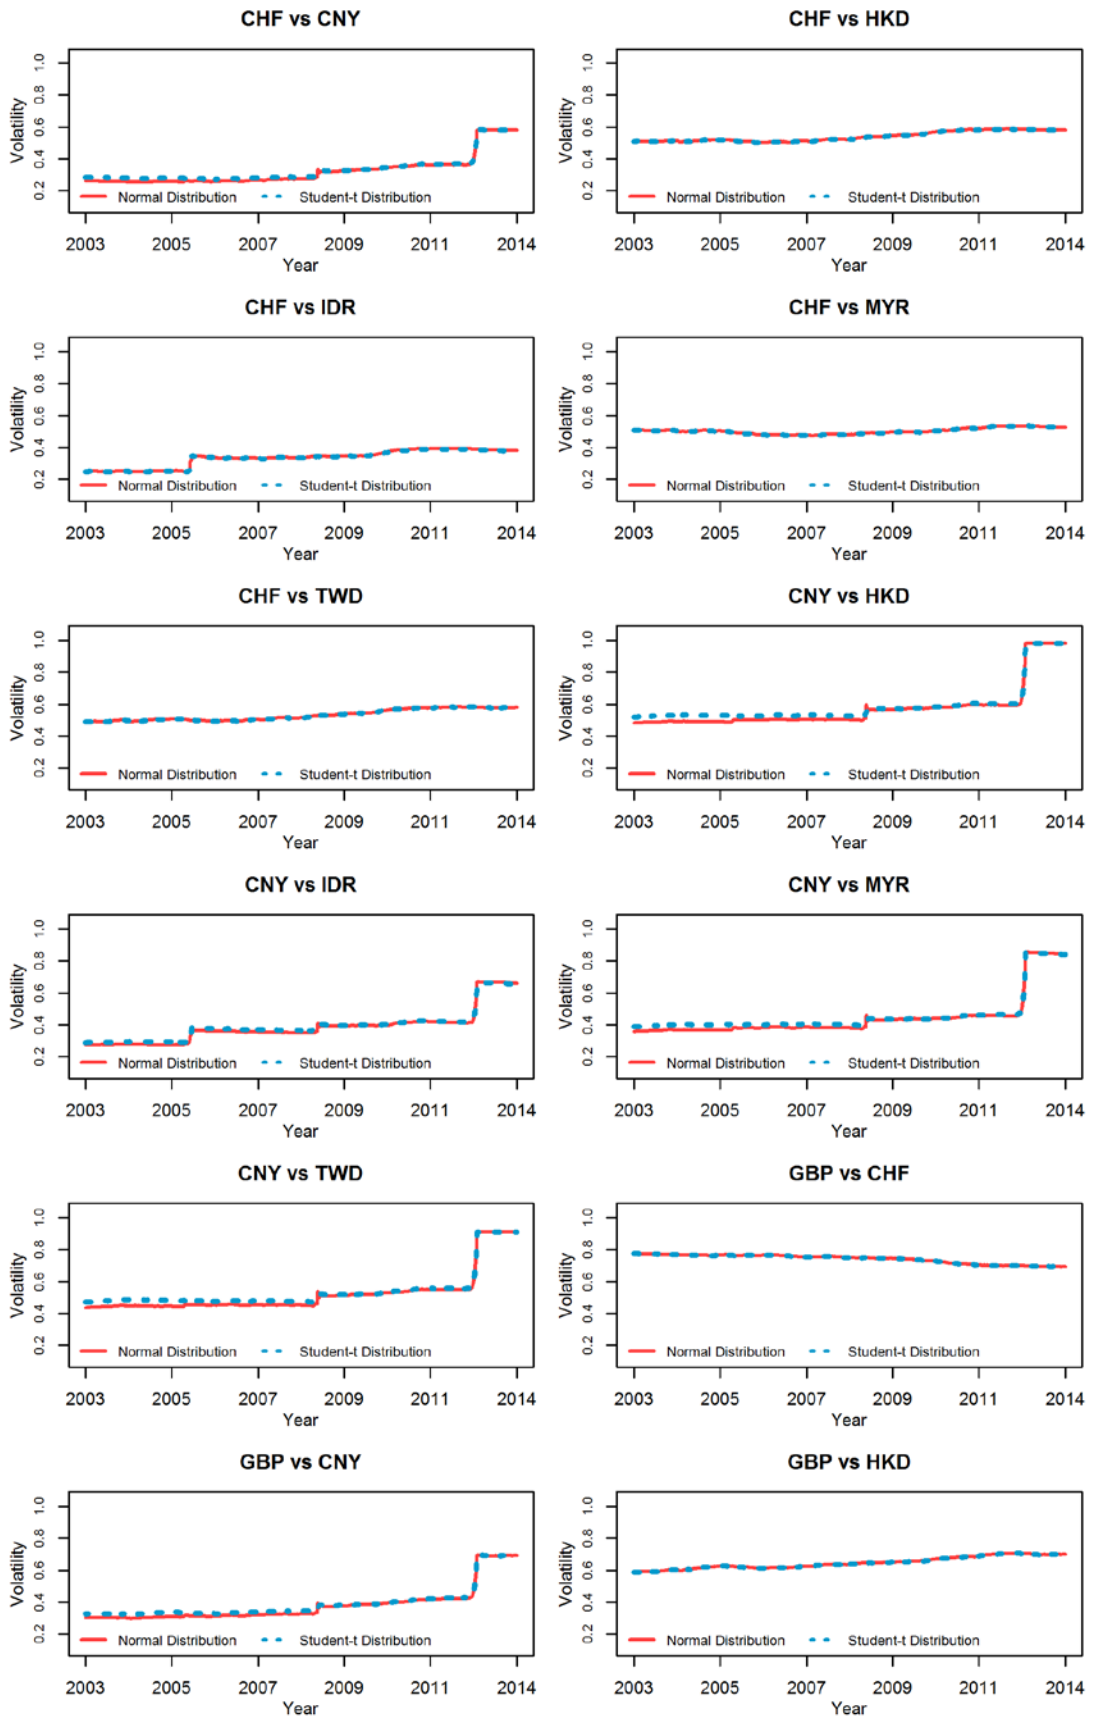 CHF vs CNY
Volatility
1.0
0.8
0.6
0.4
0.2
Normal Distribution Student-t Distribution
2003 2005 2007 2009 2011 2014
Year
CHF vs HKD
Volatility
1.0
0.8
0.6
0.4
0.2
Normal Distribution Student-t Distribution
2003 2005 2007 2009 2011 2014
Year
CHF vs IDR
Volatility
1.0
0.8
0.6
0.4
0.2
Normal Distribution Student-t Distribution
2003 2005 2007 2009 2011 2014
Year
CHF vs MYR
Volatility
1.0
0.8
0.6
0.4
0.2
Normal Distribution Student-t Distribution
2003 2005 2007 2009 2011 2014
Year
CHF vs TWD
Volatility
1.0
0.8
0.6
0.4
0.2
Normal Distribution Student-t Distribution
2003 2005 2007 2009 2011 2014
Year
CNY vs HKD
Volatility
1.0
0.8
0.6
0.4
0.2
Normal Distribution Student-t Distribution
2003 2005 2007 2009 2011 2014
Year
CNY vs IDR
Volatility
1.0
0.8
0.6
0.4
0.2
Normal Distribution Student-t Distribution
2003 2005 2007 2009 2011 2014
Year
CNY vs MYR
Volatility
1.0
0.8
0.6
0.4
0.2
Normal Distribution Student-t Distribution
2003 2005 2007 2009 2011 2014
Year
CNY vs TWD
Volatility
1.0
0.8
0.6
0.4
0.2
Normal Distribution Student-t Distribution
2003 2005 2007 2009 2011 2014
Year
GBP vs CHF
Volatility
1.0
0.8
0.6
0.4
0.2
Normal Distribution Student-t Distribution
2003 2005 2007 2009 2011 2014
Year
GBP vs CNY
Volatility
1.0
0.8
0.6
0.4
0.2
Normal Distribution Student-t Distribution
2003 2005 2007 2009 2011 2014
Year
GBP vs HKD
Volatility
1.0
0.8
0.6
0.4
0.2
Normal Distribution Student-t Distribution
2003 2005 2007 2009 2011 2014
Year